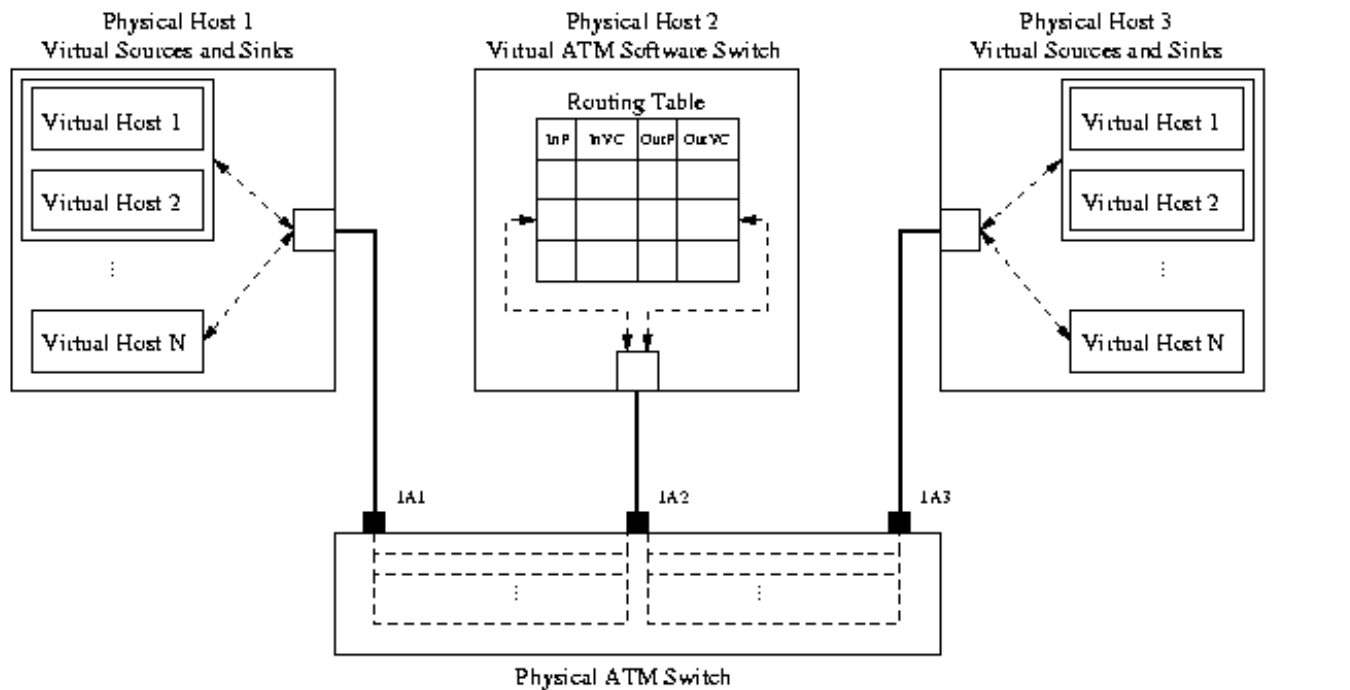 Physical Host 1
Virtual Sources and Sinks
Virtual Host 1
Virtual Host 2
⋮
Virtual Host N
Physical Host 2
Virtual ATM Software Switch
Routing Table
InP InVC OutP OutVC
Physical Host 3
Virtual Sources and Sinks
Virtual Host 1
Virtual Host 2
⋮
Virtual Host N
1A1 1A2 1A3
⋮ ⋮
Physical ATM Switch